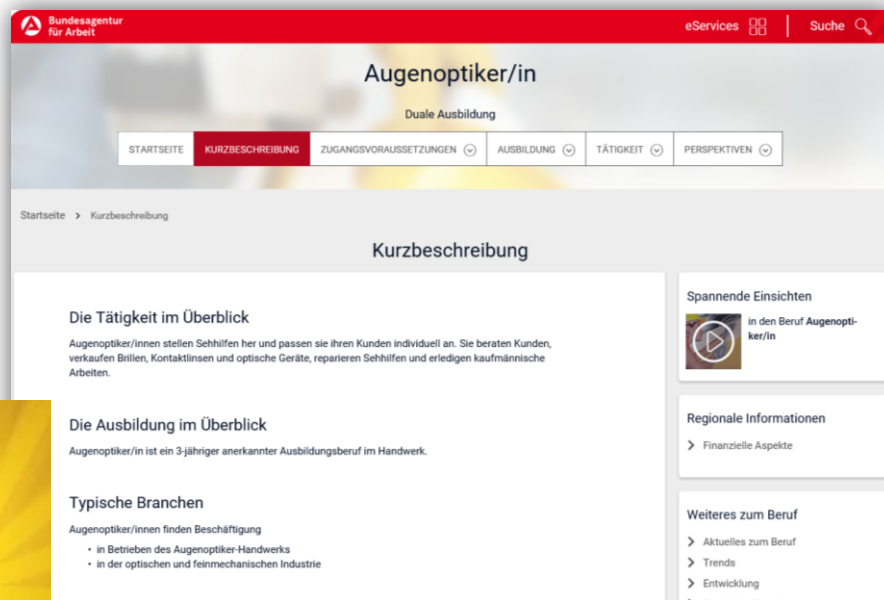 Bundesagentur
für Arbeit
eServices
Suche
Augenoptiker/in
Duale Ausbildung
STARTSEITE
KURZBESCHREIBUNG
ZUGANGSVORAUSSETZUNGEN
AUSBILDUNG
TÄTIGKEIT
PERSPEKTIVEN
Startseite > Kurzbeschreibung
Kurzbeschreibung
Die Tätigkeit im Überblick
Augenoptiker/innen stellen Sehhilfen her und passen sie ihren Kunden individuell an. Sie beraten Kunden,
verkaufen Brillen, Kontaktlinsen und optische Geräte, reparieren Sehhilfen und erledigen kaufmännische
Arbeiten.
Die Ausbildung im Überblick
Augenoptiker/in ist ein 3-jähriger anerkannter Ausbildungsberuf im Handwerk.
Typische Branchen
Augenoptiker/innen finden Beschäftigung
• in Betrieben des Augenoptiker-Handwerks
• in der optischen und feinmechanischen Industrie
Spannende Einsichten
in den Beruf Augenopti-
ker/in
Regionale Informationen
Finanzielle Aspekte
Weiteres zum Beruf
Aktuelles zum Beruf
Trends
Entwicklung